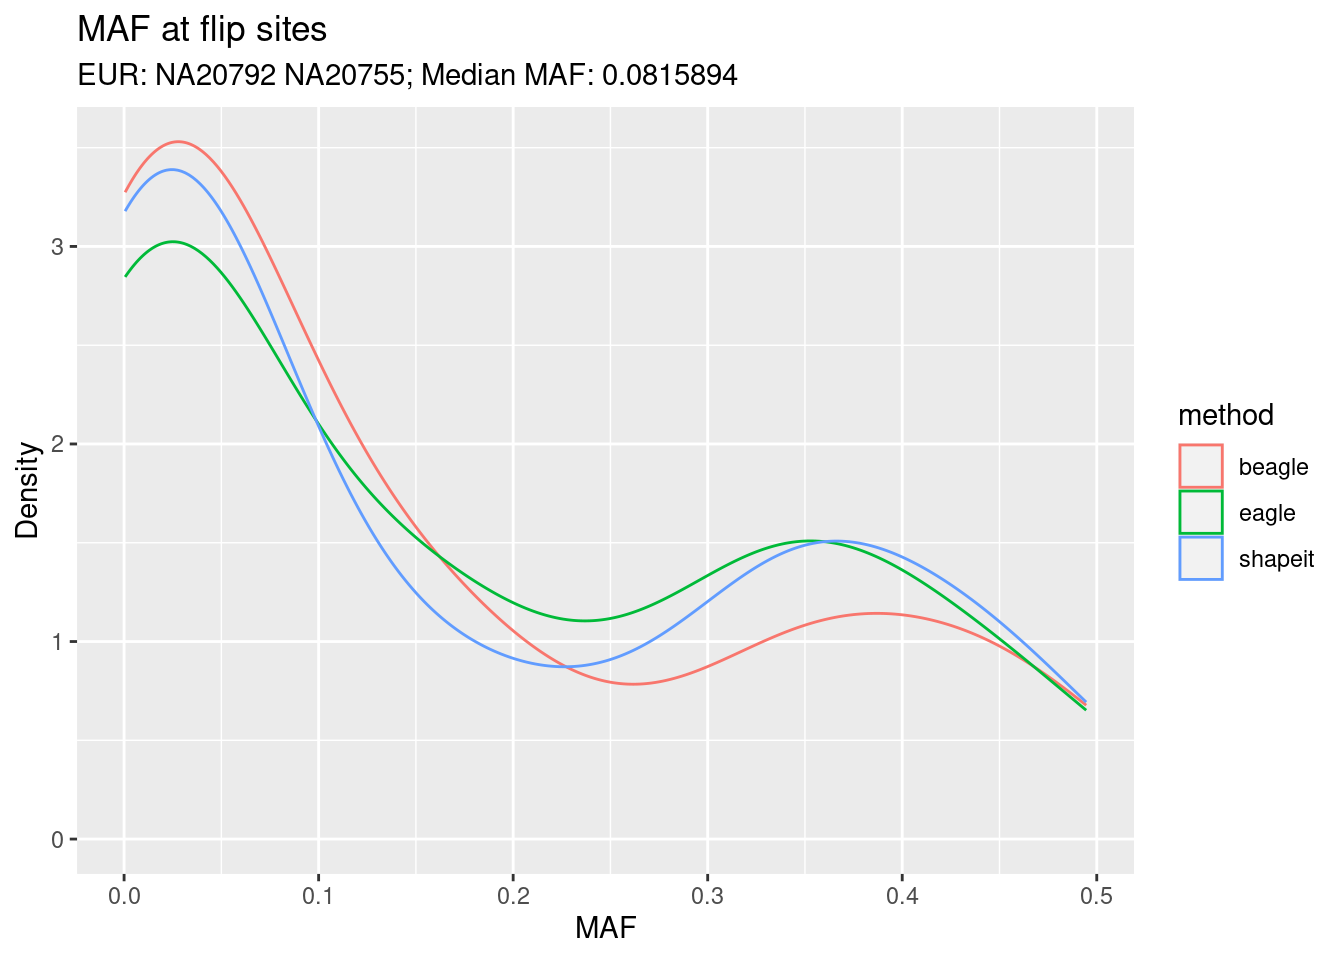 MAF at flip sites
EUR: NA20792 NA20755; Median MAF: 0.0815894
Density
3
2
1
0
0.0 0.1 0.2 0.3 0.4 0.5
MAF
method
beagle
eagle
shapeit